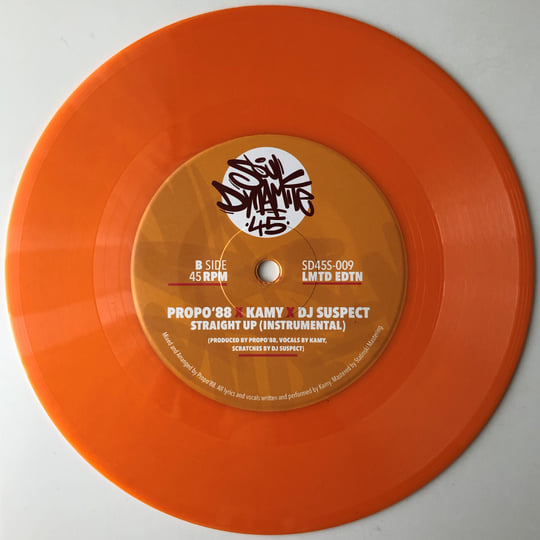 Soul
Dynamite
·45·
B SIDE
45 RPM
SD45S-009
LMTD EDTN
PROPO'88 X KAMY X DJ SUSPECT
STRAIGHT UP (INSTRUMENTAL)
(PRODUCED BY PROPO'88, VOCALS BY KAMY,
SCRATCHES BY DJ SUSPECT)
Mixed and arranged by Propo'88. All lyrics and vocals written and performed by Kamy. Mastered by Statinski Mastering.